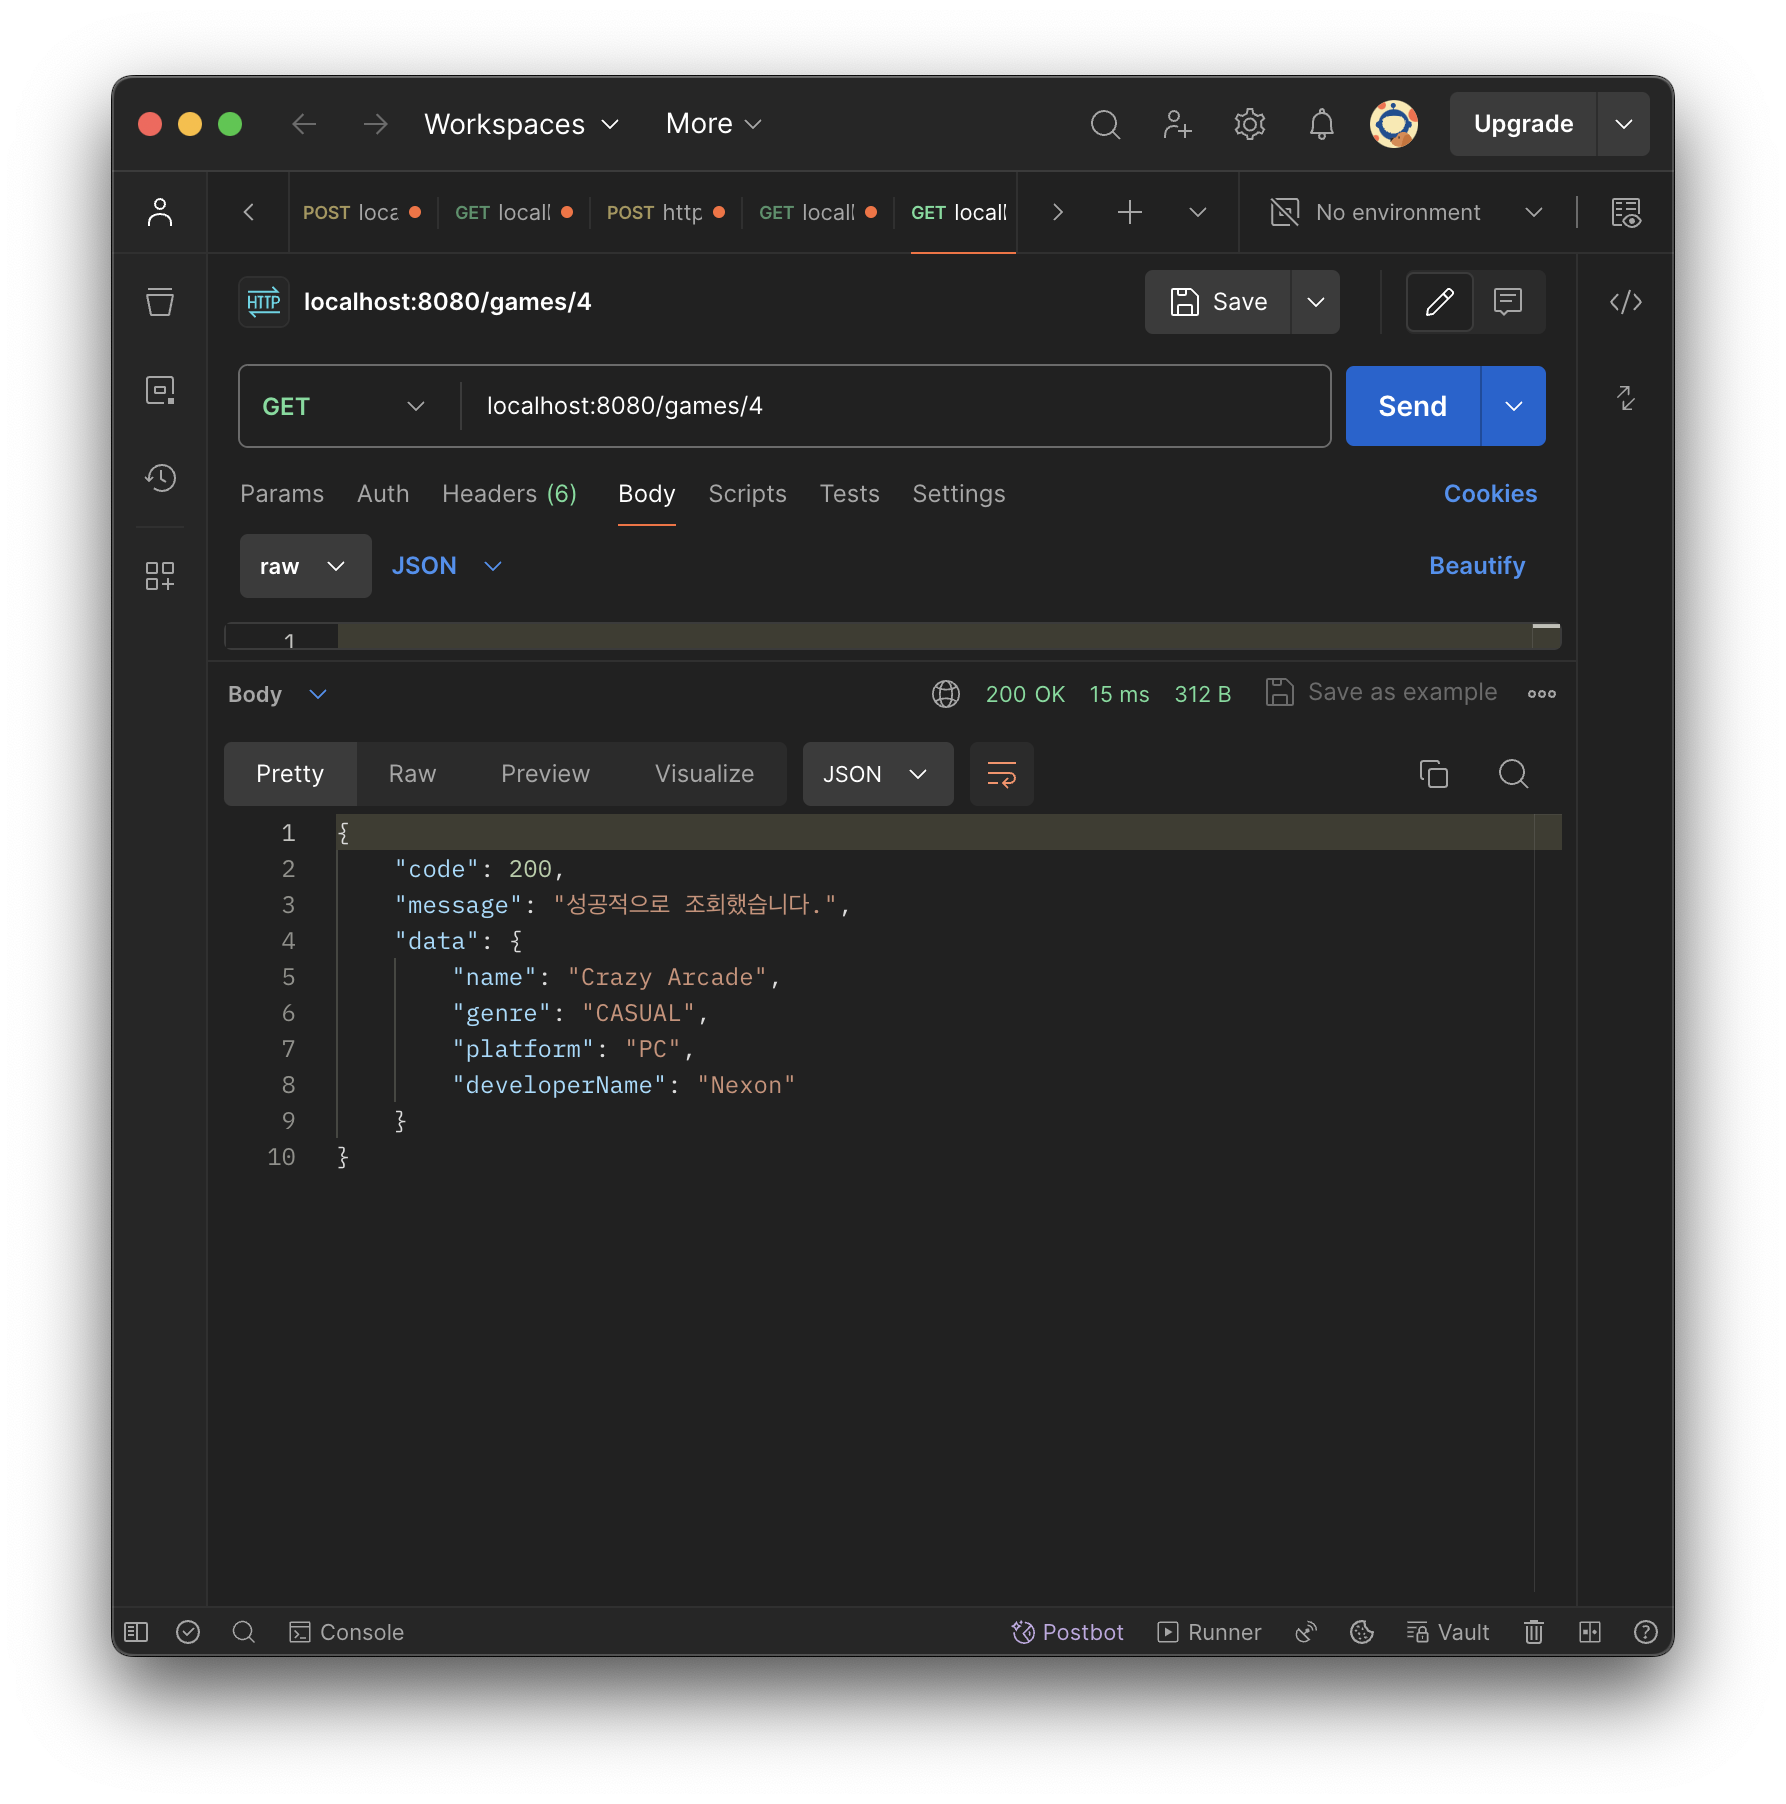 Workspaces More Upgrade
POST loca GET local POST http GET local GET local No environment
HTTP localhost:8080/games/4 Save
GET localhost:8080/games/4 Send
Params Auth Headers (6) Body Scripts Tests Settings Cookies
raw JSON Beautify
1
Body 200 OK 15 ms 312 B Save as example
Pretty Raw Preview Visualize JSON
1 {
2 "code": 200,
3 "message": "성공적으로 조회했습니다.",
4 "data": {
5 "name": "Crazy Arcade",
6 "genre": "CASUAL",
7 "platform": "PC",
8 "developerName": "Nexon"
9 }
10 }
Console Postbot Runner Vault